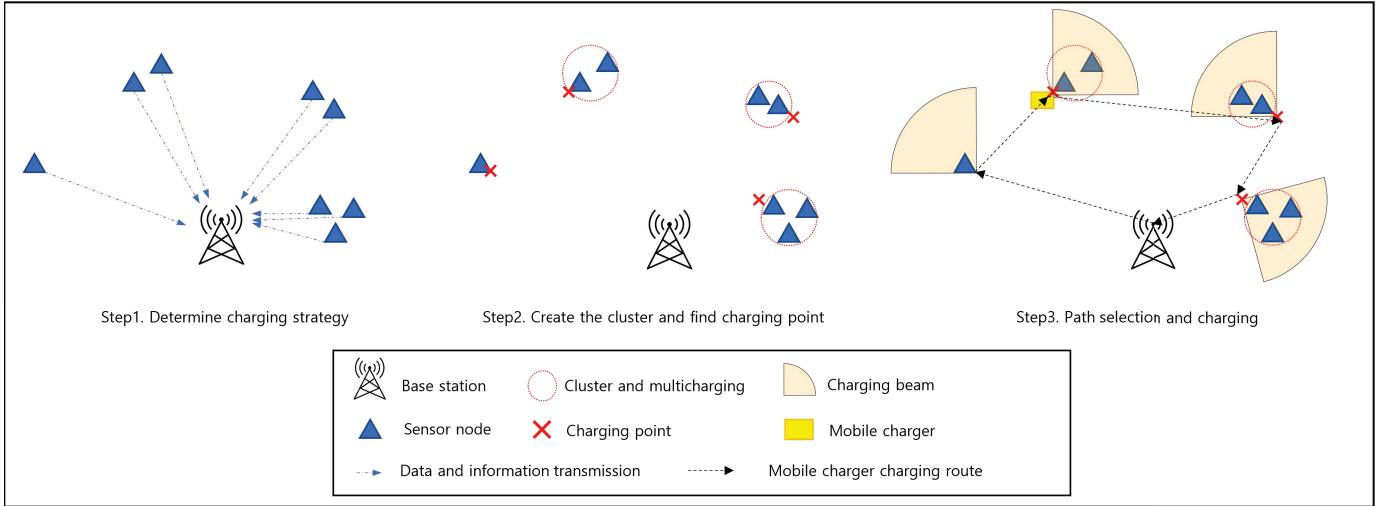 Step1. Determine charging strategy
Step2. Create the cluster and find charging point
Step3. Path selection and charging
Base station
Cluster and multicharging
Charging beam
Sensor node
Charging point
Mobile charger
Data and information transmission
Mobile charger charging route